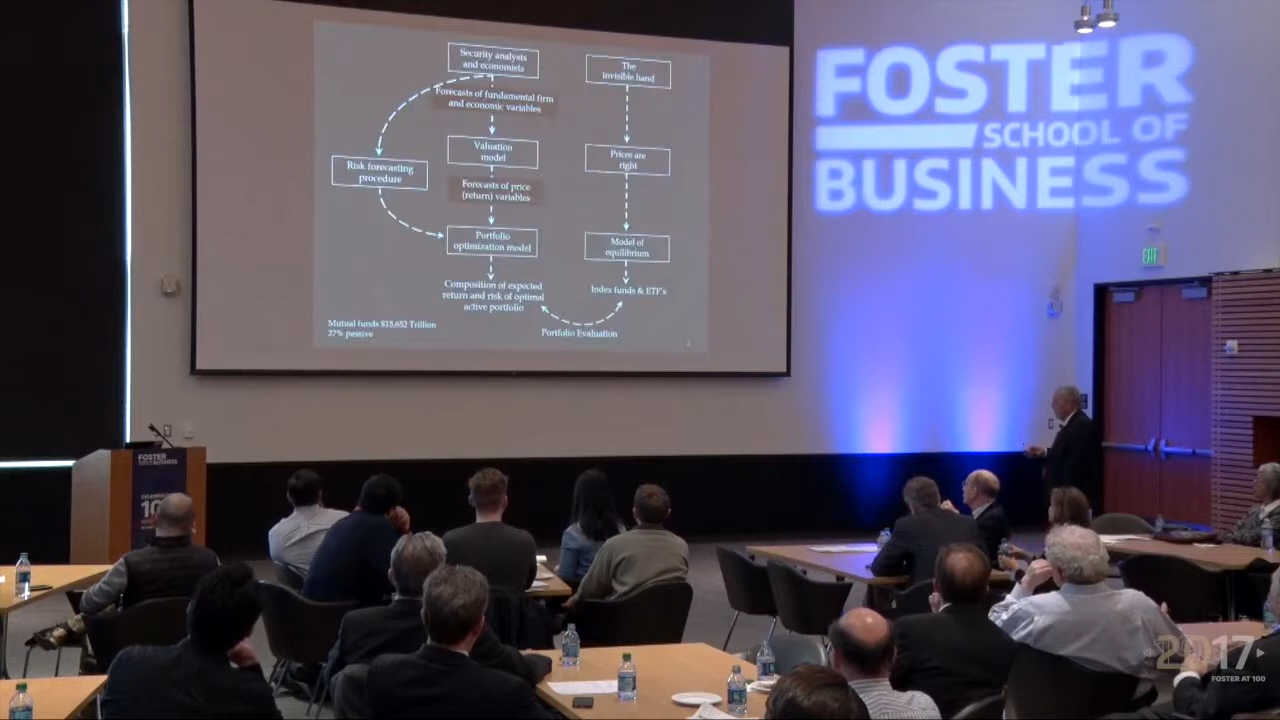 Security analysts
and economists
Forecasts of fundamental firm
and economic variables
Valuation
model
Risk forecasting
procedure
Forecasts of price
(return) variables
Portfolio
optimization model
Composition of expected
return and risk of optimal
active portfolio
The
invisible hand
Prices are
right
Model of
equilibrium
Index funds & ETF's
Portfolio Evaluation
Mutual funds $15,652 Trillion
27% passive
FOSTER
SCHOOL OF
BUSINESS
EXIT
FOSTER
BUSINESS
2017
FOSTER AT 100